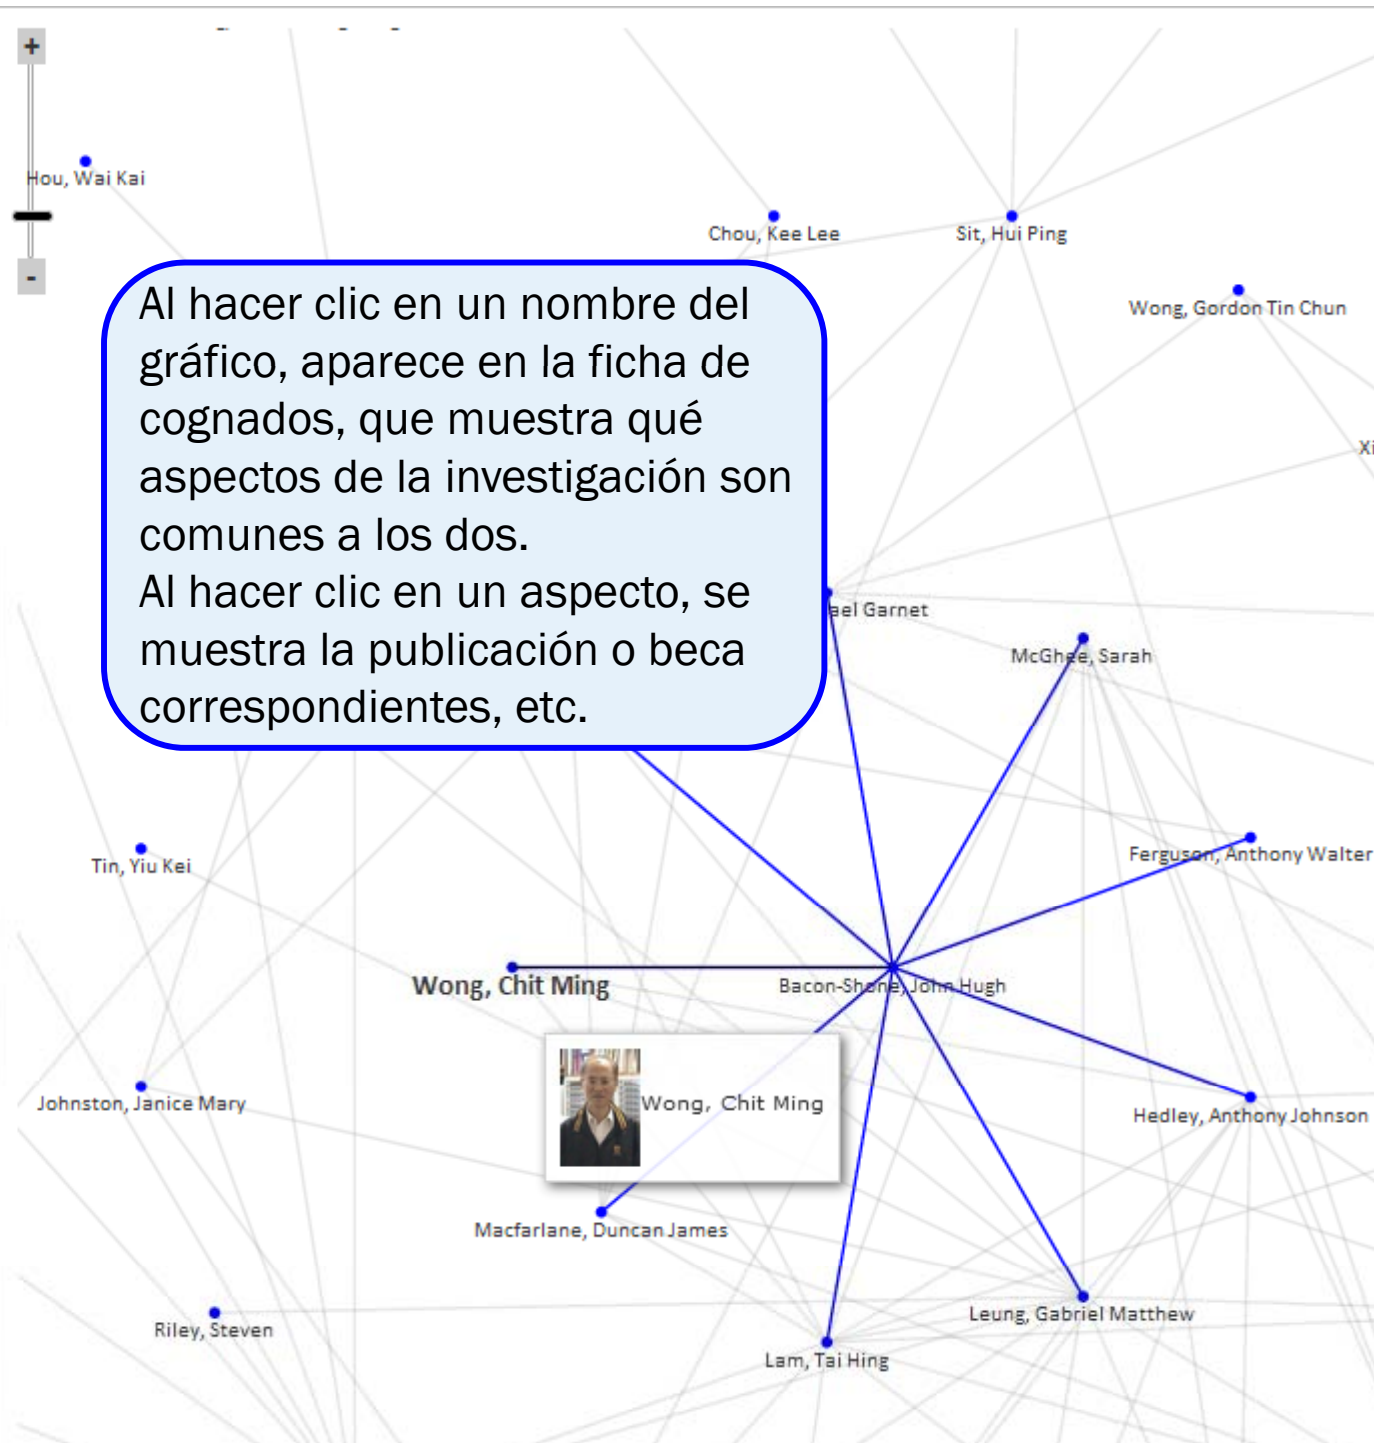 +
Hou, Wai Kai
-
Chou, Kee Lee
Sit, Hui Ping
Wong, Gordon Tin Chun
Al hacer clic en un nombre del
gráfico, aparece en la ficha de
cognados, que muestra qué
aspectos de la investigación son
comunes a los dos.
Al hacer clic en un aspecto, se
muestra la publicación o beca
correspondientes, etc.
Xi
ael Garnet
McGhee, Sarah
Tin, Yiu Kei
Ferguson, Anthony Walter
Wong, Chit Ming
Bacon-Shone, John Hugh
Wong, Chit Ming
Johnston, Janice Mary
Hedley, Anthony Johnson
Macfarlane, Duncan James
Riley, Steven
Leung, Gabriel Matthew
Lam, Tai Hing